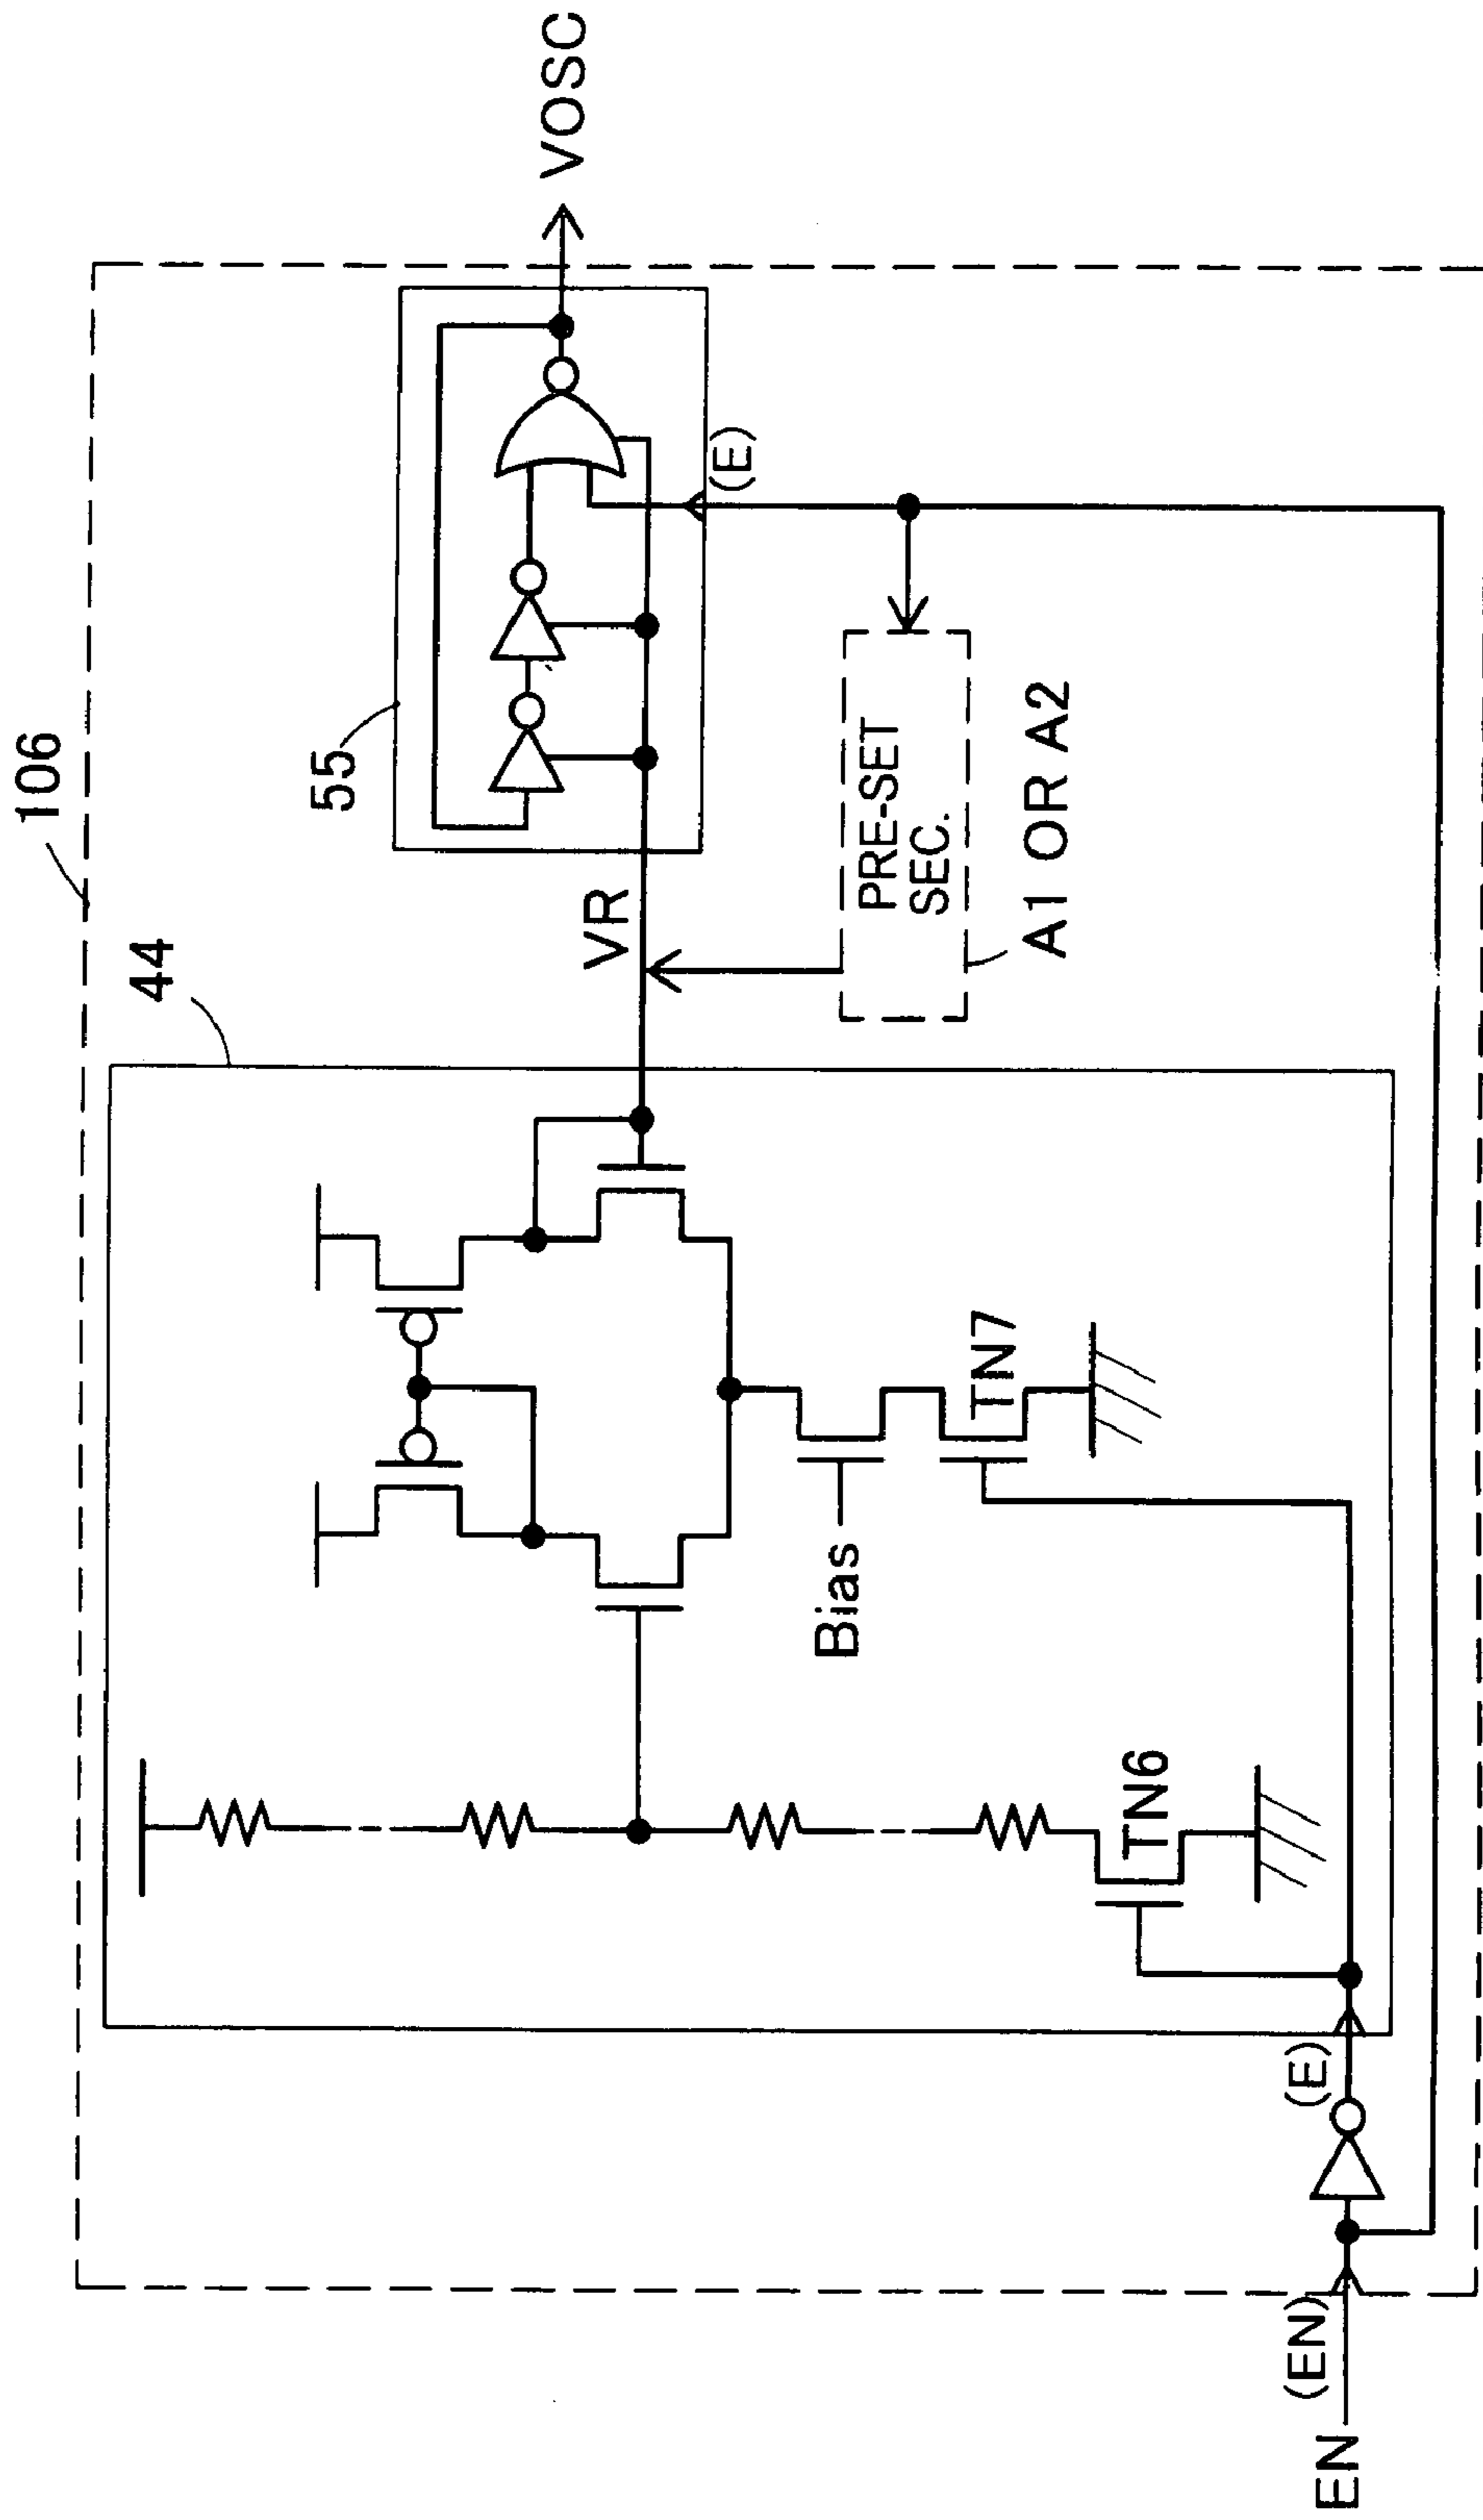 106
44
55
VOSC
VR
(E)
PRE-SET
SEC.
A1 OR A2
TN7
Bias
TN6
(E)
(EN)
EN